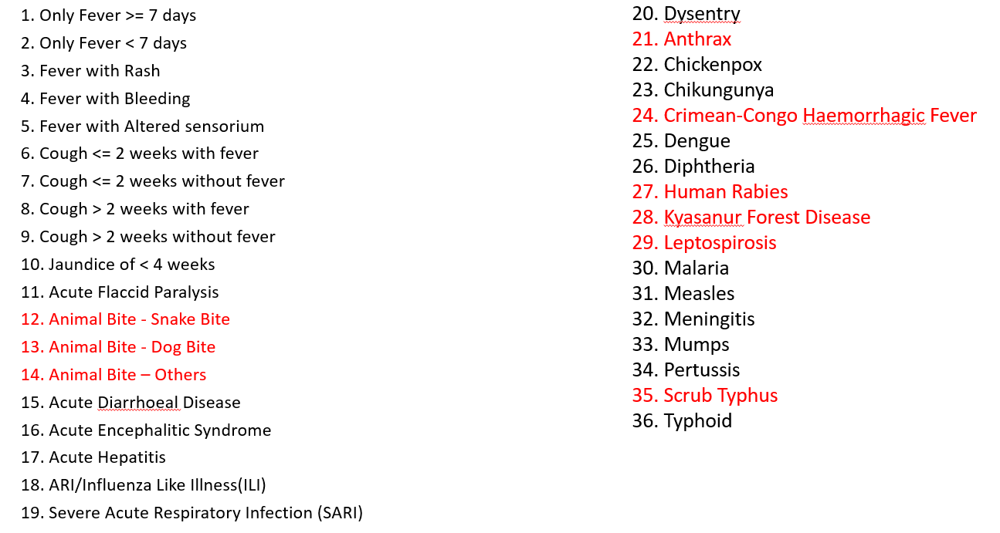 1. Only Fever >= 7 days
2. Only Fever < 7 days
3. Fever with Rash
4. Fever with Bleeding
5. Fever with Altered sensorium
6. Cough <= 2 weeks with fever
7. Cough <= 2 weeks without fever
8. Cough > 2 weeks with fever
9. Cough > 2 weeks without fever
10. Jaundice of < 4 weeks
11. Acute Flaccid Paralysis
12. Animal Bite - Snake Bite
13. Animal Bite - Dog Bite
14. Animal Bite – Others
15. Acute Diarrhoeal Disease
16. Acute Encephalitic Syndrome
17. Acute Hepatitis
18. ARI/Influenza Like Illness(ILI)
19. Severe Acute Respiratory Infection (SARI)
20. Dysentry
21. Anthrax
22. Chickenpox
23. Chikungunya
24. Crimean-Congo Haemorrhagic Fever
25. Dengue
26. Diphtheria
27. Human Rabies
28. Kyasanur Forest Disease
29. Leptospirosis
30. Malaria
31. Measles
32. Meningitis
33. Mumps
34. Pertussis
35. Scrub Typhus
36. Typhoid